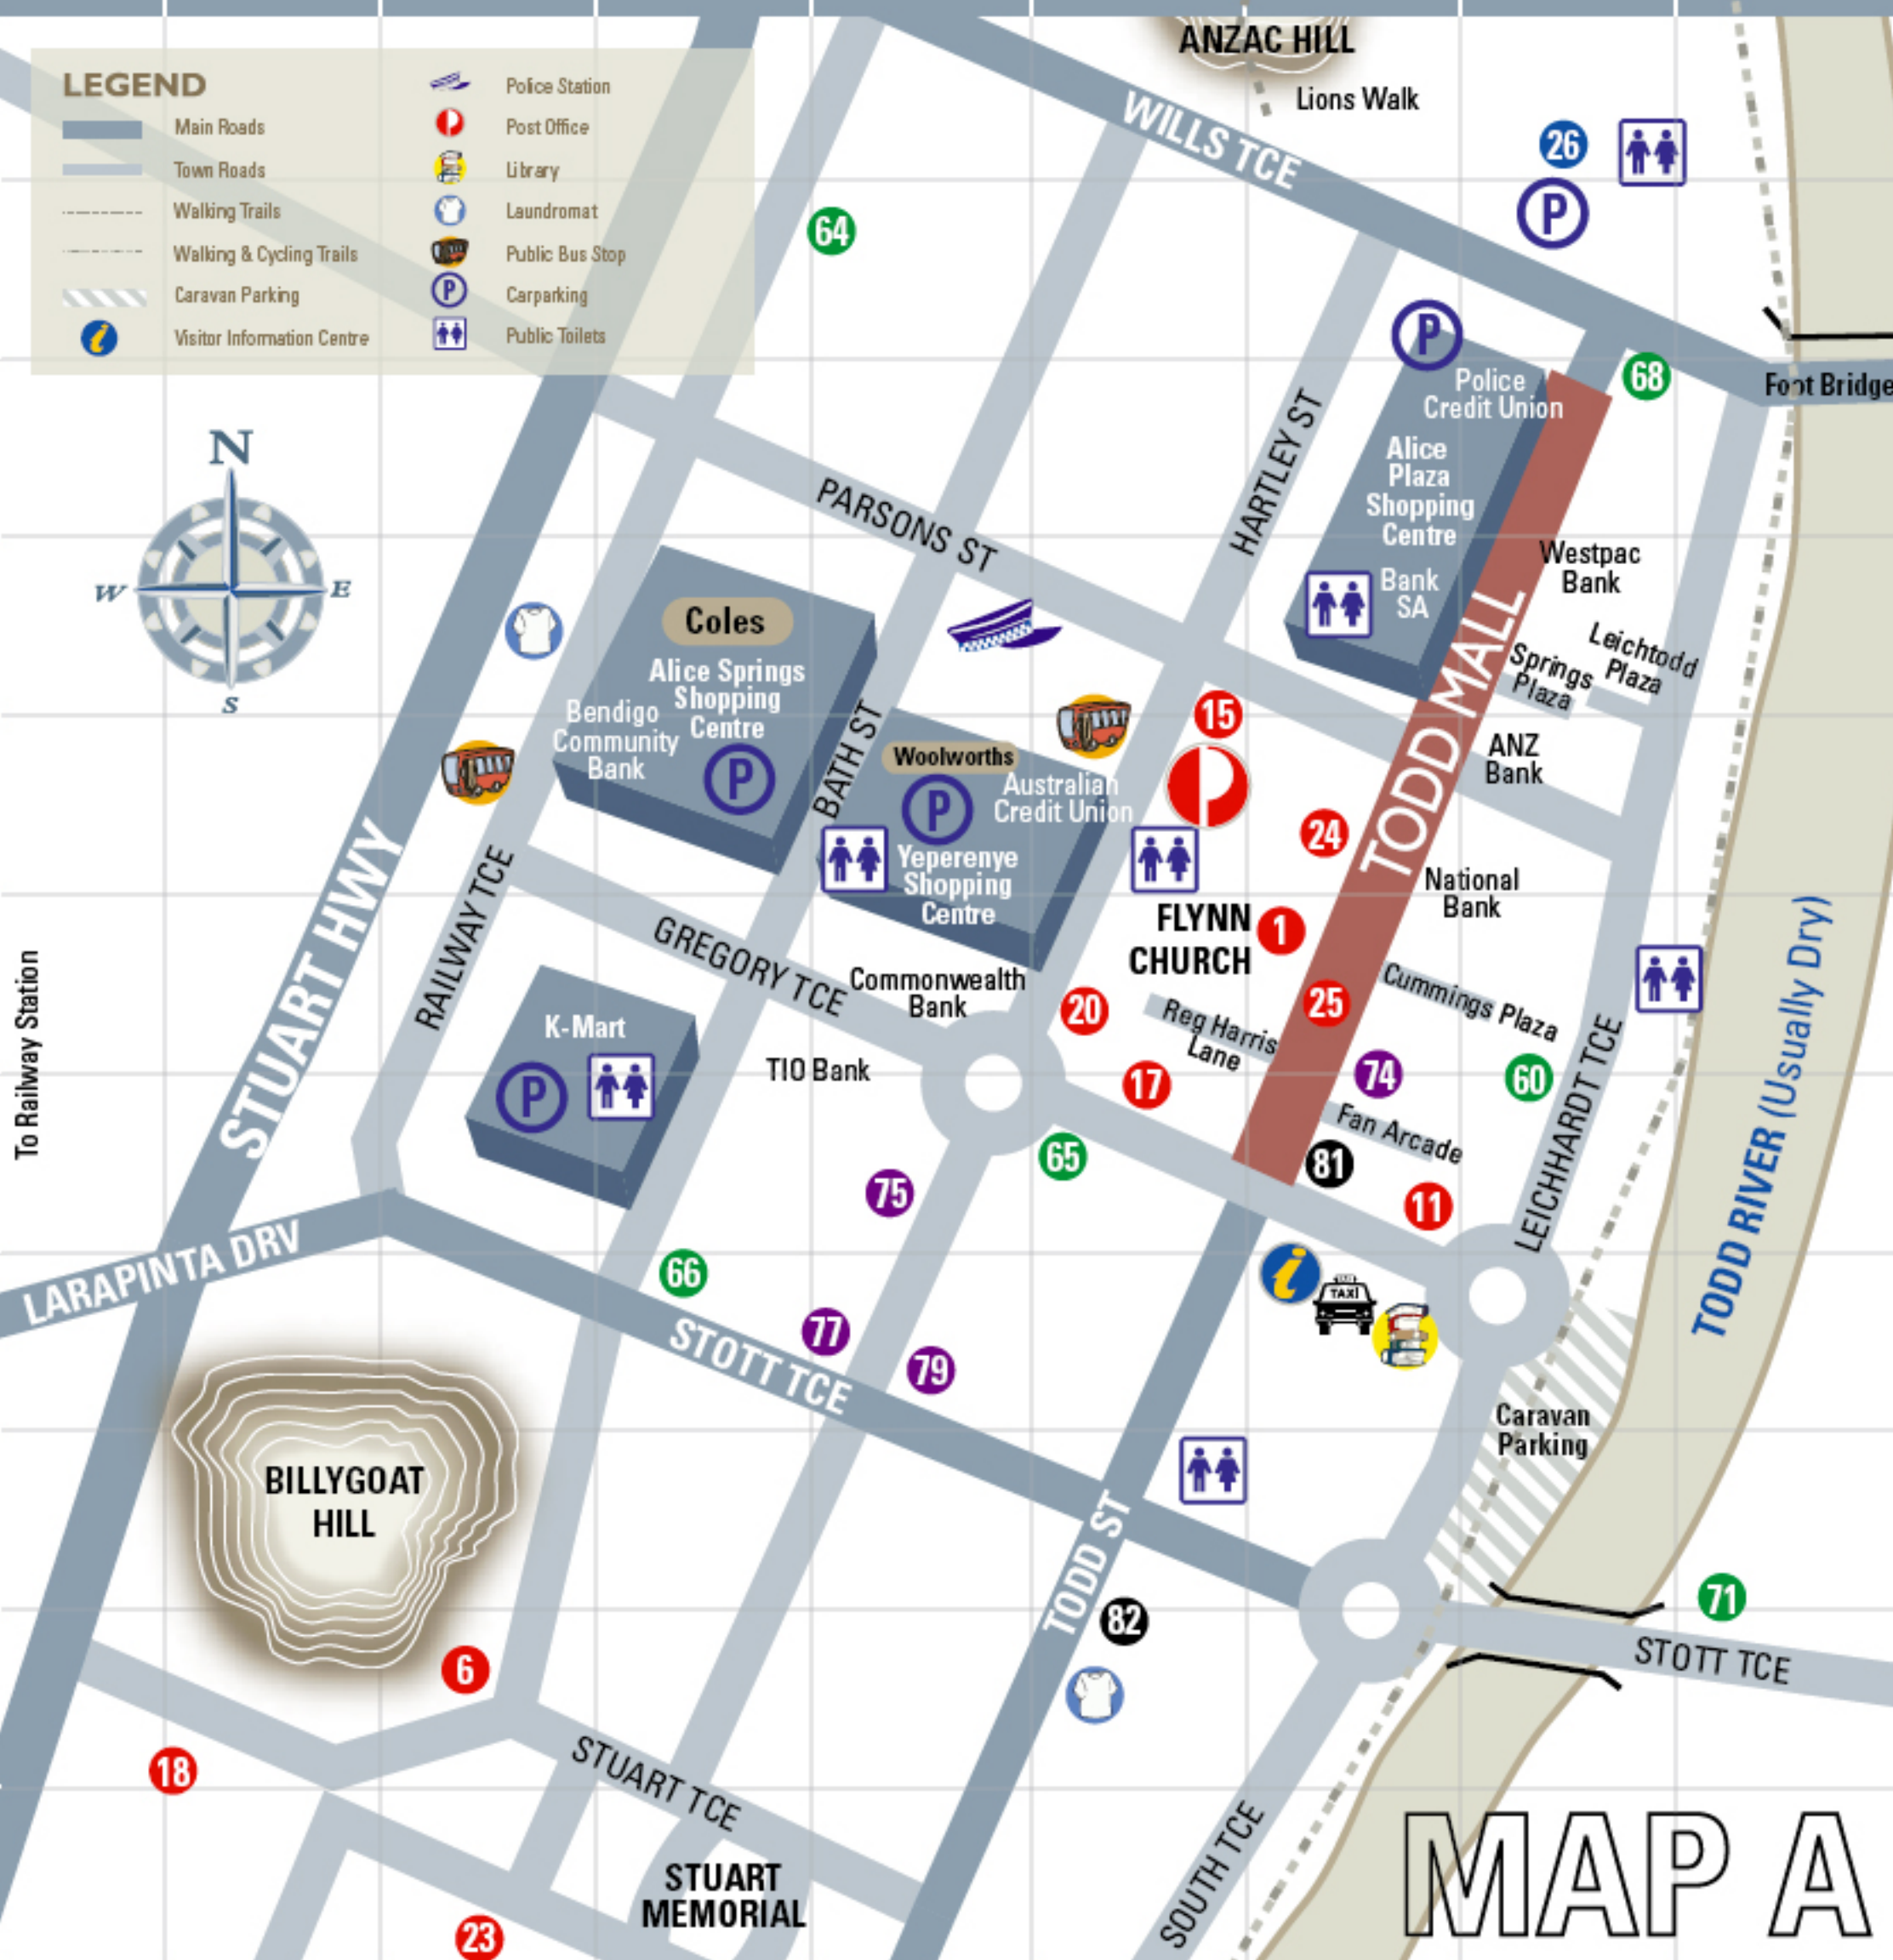 ANZAC HILL
Lions Walk
WILLS TCE
LEGEND
Main Roads
Town Roads
Walking Trails
Walking & Cycling Trails
Caravan Parking
i
Visitor Information Centre
Police Station
Post Office
Library
Laundromat
Public Bus Stop
P
Carparking
Public Toilets
26
P
64
68
Foot Bridge
N
W
E
S
P
Police
Credit Union
Alice
Plaza
Shopping
Centre
Bank
SA
HARTLEY ST
PARSONS ST
Westpac
Bank
Leichtodd
Plaza
Springs
Plaza
TODD MALL
ANZ
Bank
Coles
Alice Springs
Shopping
Centre
Bendigo
Community
Bank
P
BATH ST
Woolworths
P
Australian
Credit Union
Yeperenye
Shopping
Centre
15
24
National
Bank
FLYNN
CHURCH
1
STUART HWY
RAILWAY TCE
GREGORY TCE
Commonwealth
Bank
20
Reg Harris
Lane
25
Cummings Plaza
To Railway Station
K-Mart
P
TIO Bank
17
74
60
LEICHHARDT TCE
TODD RIVER (Usually Dry)
Fan Arcade
65
81
11
75
LARAPINTA DRV
66
77
79
STOTT TCE
i
TAXI
Caravan
Parking
BILLYGOAT
HILL
TODD ST
82
71
STOTT TCE
6
18
STUART TCE
SOUTH TCE
STUART
MEMORIAL
23
MAP A